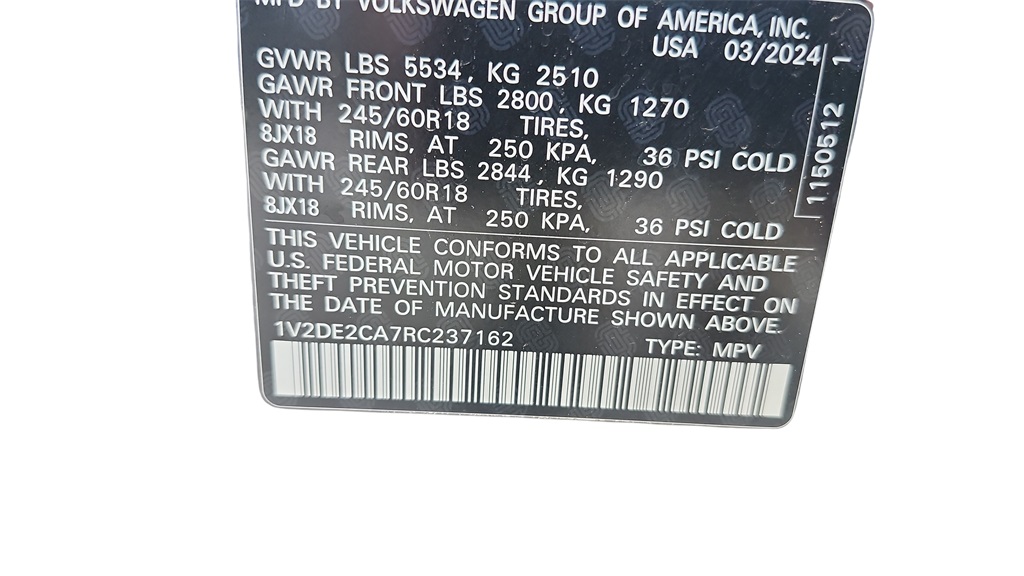 MFD BY VOLKSWAGEN GROUP OF AMERICA, INC.
USA 03/2024
GVWR LBS 5534, KG 2510
GAWR FRONT LBS 2800, KG 1270
WITH 245/60R18 TIRES,
8JX18 RIMS, AT 250 KPA, 36 PSI COLD
GAWR REAR LBS 2844, KG 1290
WITH 245/60R18 TIRES,
8JX18 RIMS, AT 250 KPA, 36 PSI COLD
THIS VEHICLE CONFORMS TO ALL APPLICABLE
U.S. FEDERAL MOTOR VEHICLE SAFETY AND
THEFT PREVENTION STANDARDS IN EFFECT ON
THE DATE OF MANUFACTURE SHOWN ABOVE.
1V2DE2CA7RC237162 TYPE: MPV
1150512 1